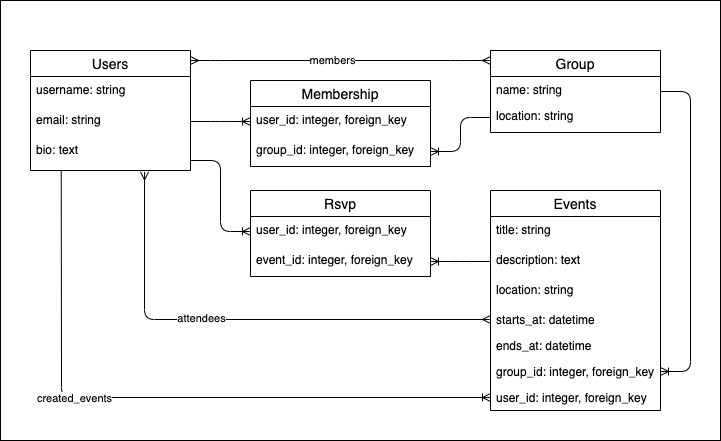 Users
username: string
email: string
bio: text
members
Group
name: string
location: string
Membership
user_id: integer, foreign_key
group_id: integer, foreign_key
Rsvp
user_id: integer, foreign_key
event_id: integer, foreign_key
Events
title: string
description: text
location: string
starts_at: datetime
ends_at: datetime
group_id: integer, foreign_key
user_id: integer, foreign_key
attendees
created_events